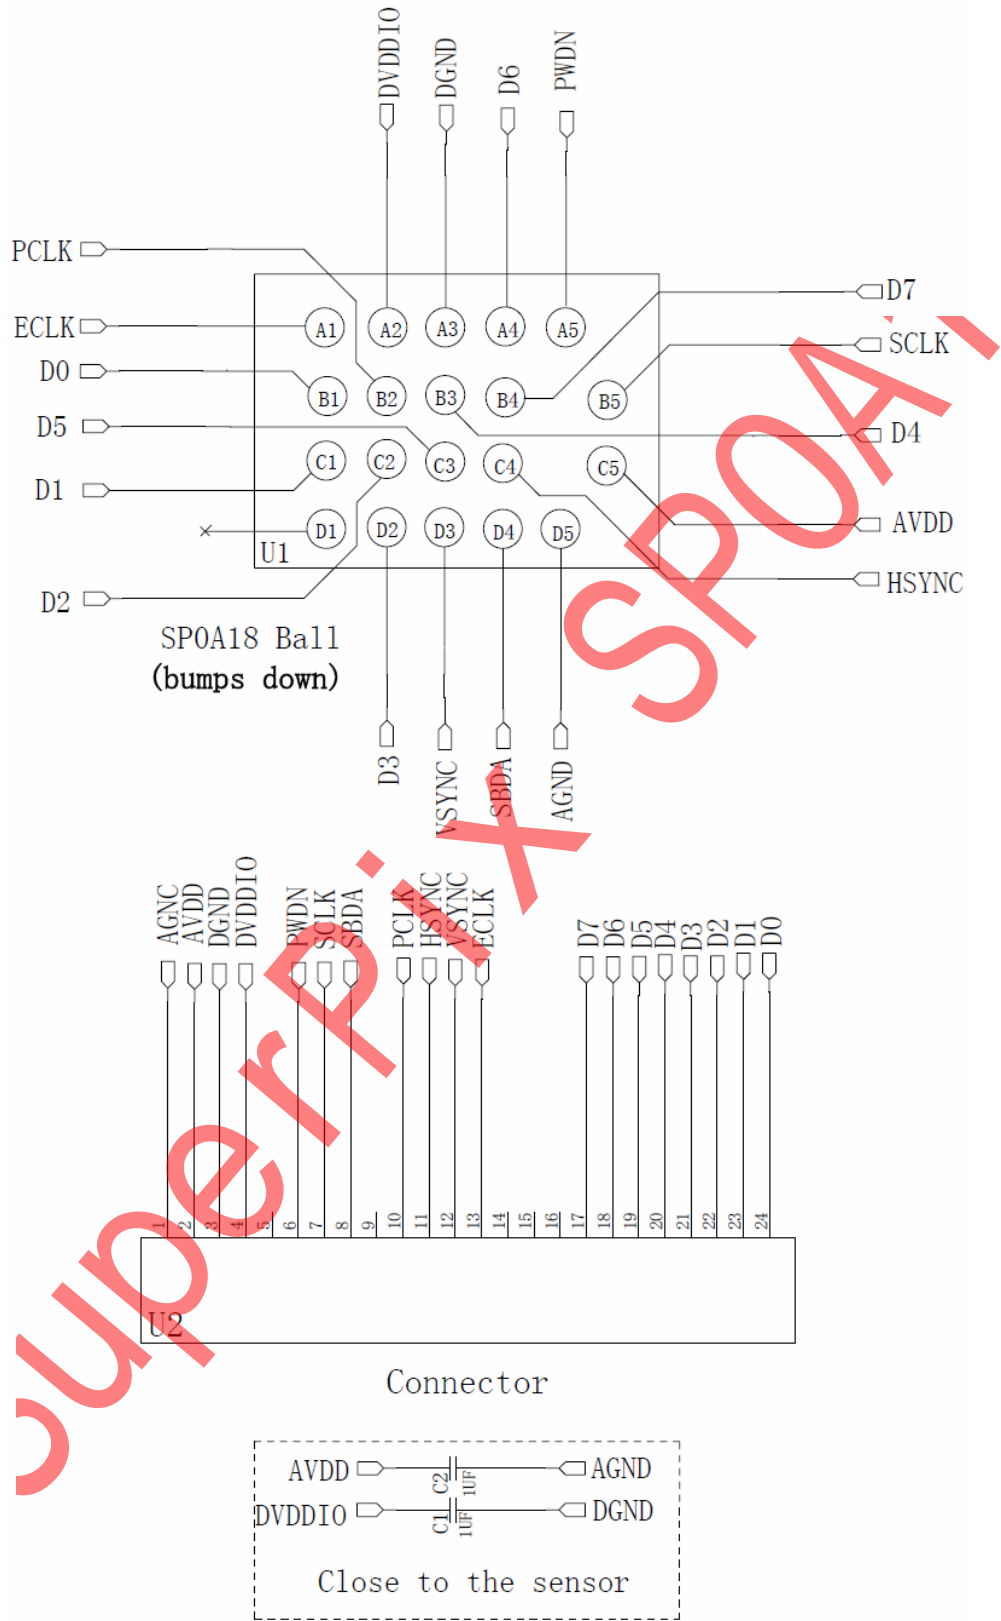 DVDDIO
DGND
D6
PWDN
PCLK
D7
ECLK
A1 A2 A3 A4 A5
SCLK
D0
B1 B2 B3 B4 B5
D5
D4
C1 C2 C3 C4 C5
D1
AVDD
D1 D2 D3 D4 D5
U1
HSYNC
D2
SP0A18 Ball
(bumps down)
D3
VSYNC
SBDA
AGND
AGNC
AVDD
DGND
DVDDIO
PWDN
SCLK
SBDA
PCLK
HSYNC
VSYNC
ECLK
D7
D6
D5
D4
D3
D2
D1
D0
1 2 3 4 5 6 7 8 9 10 11 12 13 14 15 16 17 18 19 20 21 22 23 24
U2
Connector
AVDD C2 1UF AGND
DVDDIO C1 1UF DGND
Close to the sensor
SuperPix SP0A1